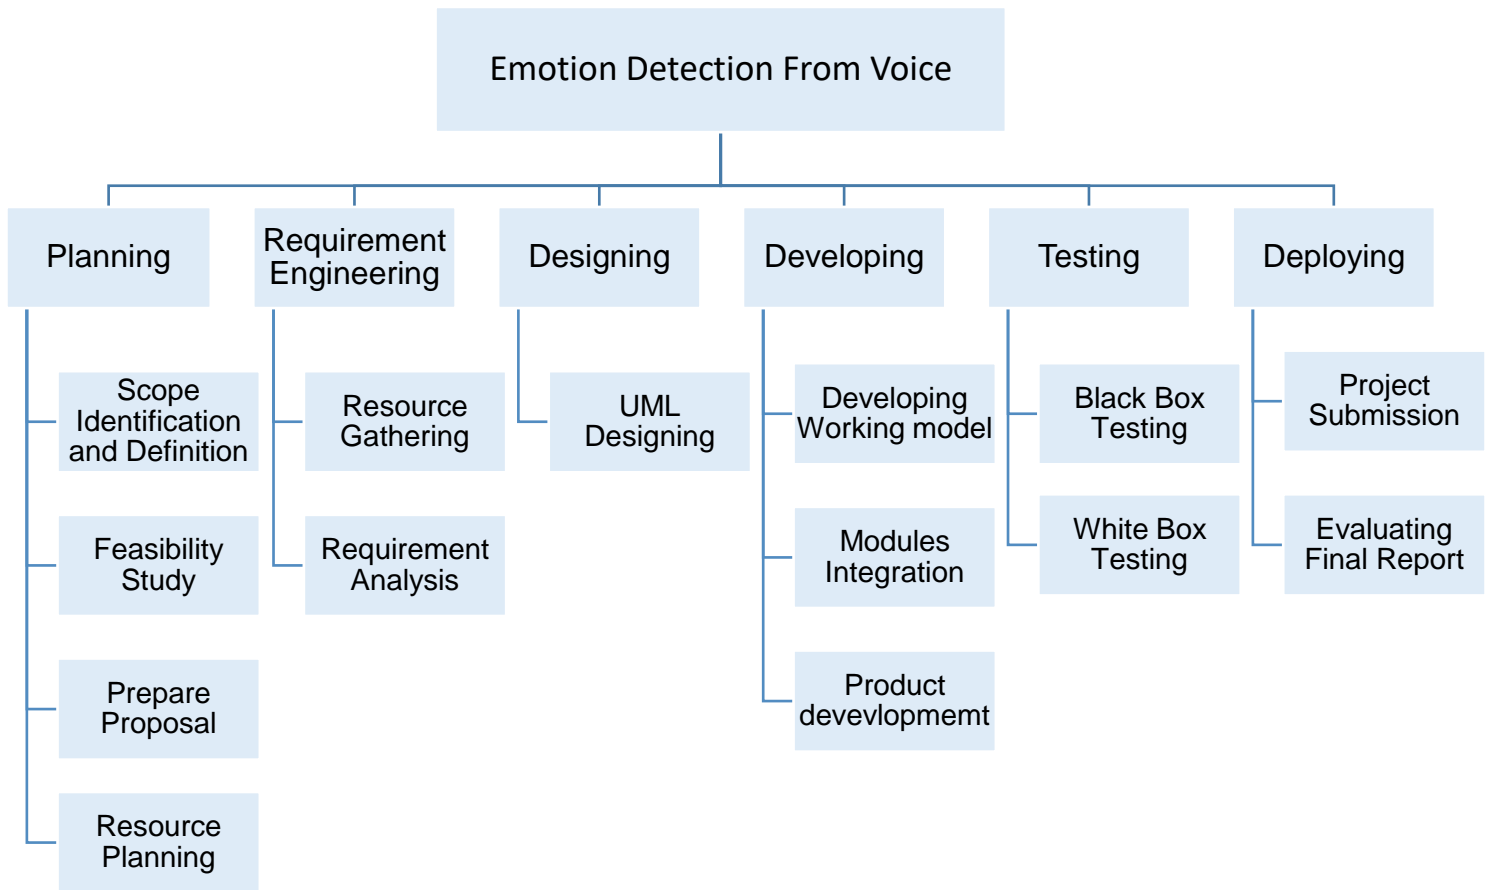 Emotion Detection From Voice
Planning
Requirement
Engineering
Designing
Developing
Testing
Deploying
Scope
Identification
and Definition
Feasibility
Study
Prepare
Proposal
Resource
Planning
Resource
Gathering
Requirement
Analysis
UML
Designing
Developing
Working model
Modules
Integration
Product
devevlopmemt
Black Box
Testing
White Box
Testing
Project
Submission
Evaluating
Final Report